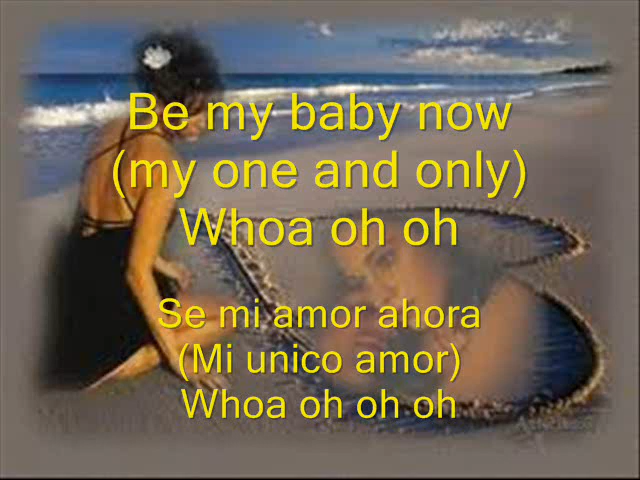 Be my baby now
(my one and only)
Whoa oh oh
Se mi amor ahora
(Mi unico amor)
Whoa oh oh oh